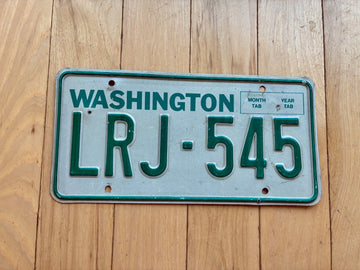 WASHINGTON
MONTH YEAR
TAB TAB
LRJ-545